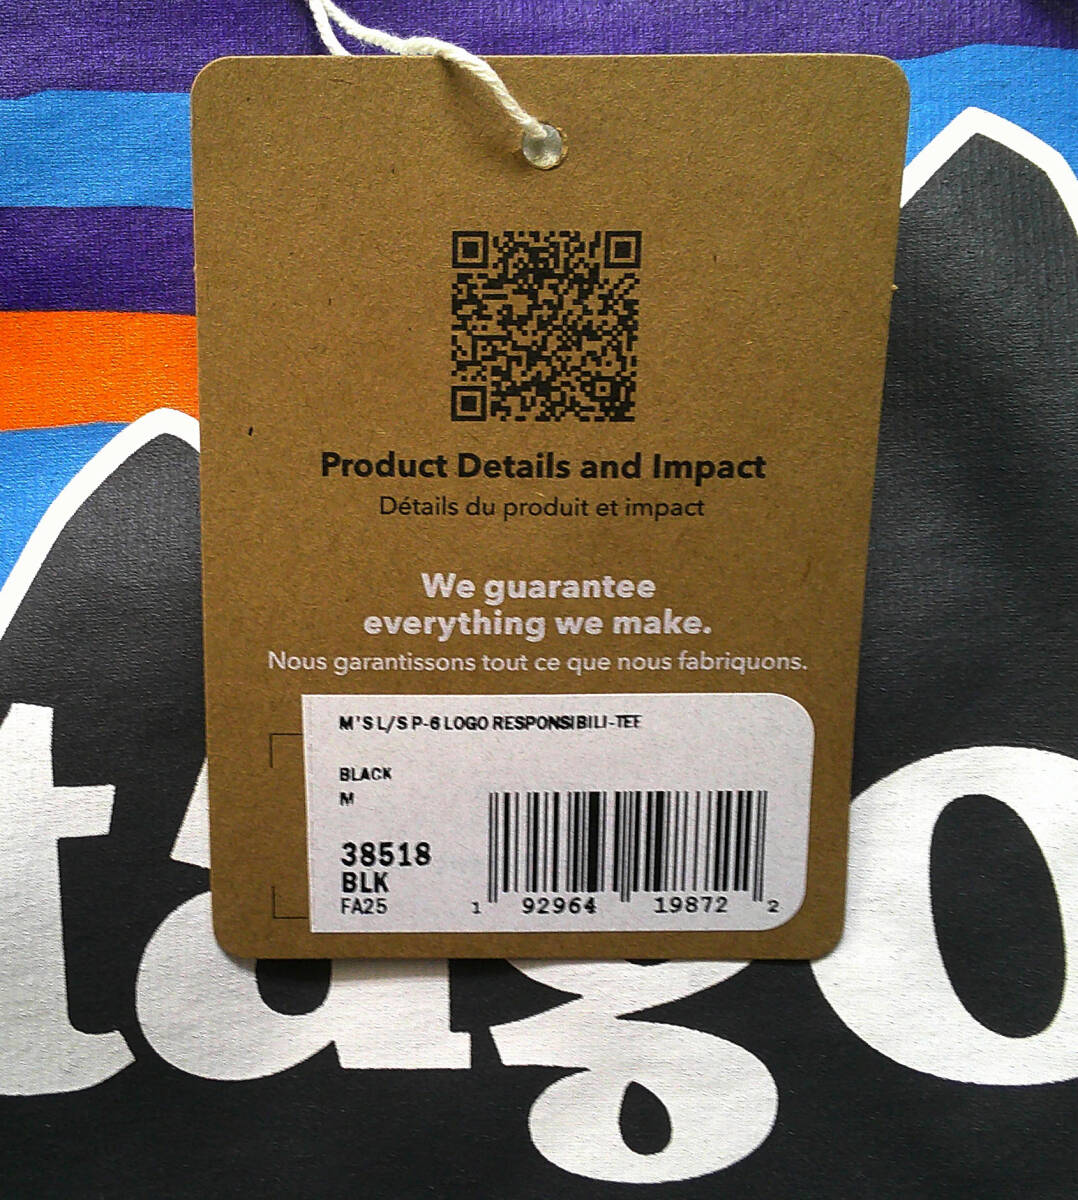 Product Details and Impact
Détails du produit et impact
We guarantee
everything we make.
Nous garantissons tout ce que nous fabriquons.
M'S L/S P-6 LOGO RESPONSIBILI-TEE
BLACK
M
38518
BLK
FA25
1 92964 19872 2
tago